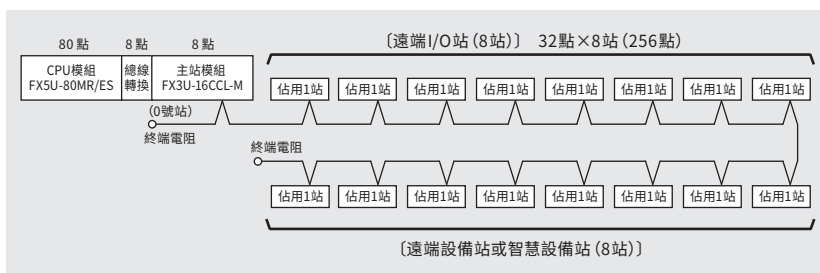 80 點 8 點 8 點
〔遠端I/O站(8站)〕 32點×8站(256點)
CPU模組 總線 主站模組
FX5U-80MR/ES 轉換 FX3U-16CCL-M
佔用1站 佔用1站 佔用1站 佔用1站 佔用1站 佔用1站 佔用1站 佔用1站
(0號站)
終端電阻
終端電阻
佔用1站 佔用1站 佔用1站 佔用1站 佔用1站 佔用1站 佔用1站 佔用1站
〔遠端設備站或智慧設備站(8站)〕